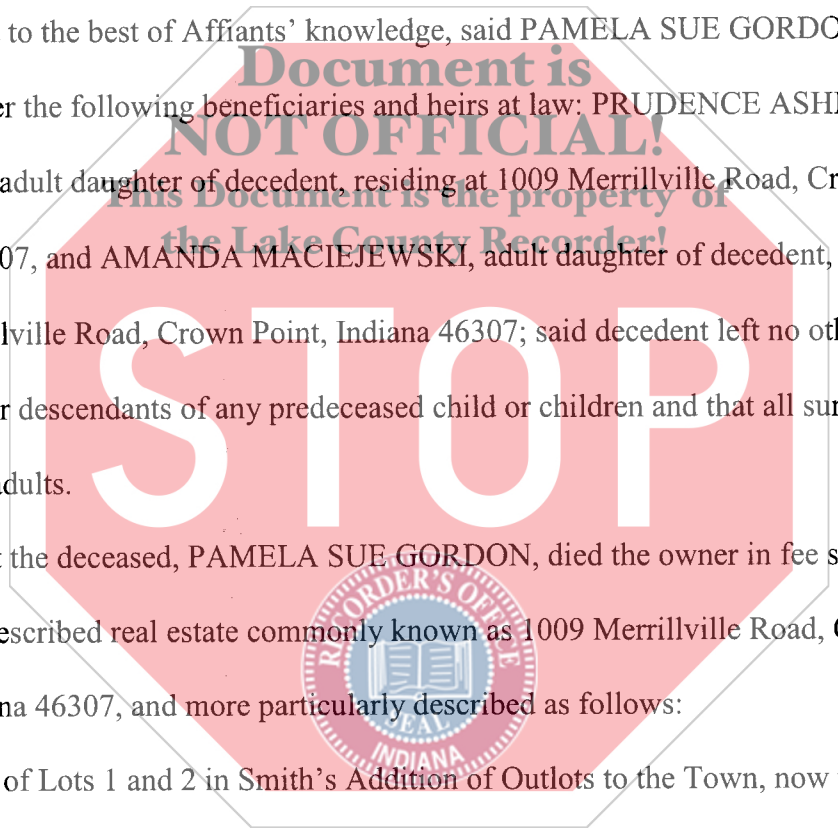 to the best of Affiants’ knowledge, said PAMELA SUE GORDO
Document is
er the following beneficiaries and heirs at law: PRUDENCE ASH
NOT OFFICIAL!
adult daughter of decedent, residing at 1009 Merrillville Road, Cr
This Document is the property of
the Lake County Recorder!
07, and AMANDA MACIEJEWSKI, adult daughter of decedent,
lville Road, Crown Point, Indiana 46307; said decedent left no oth
STOP
r descendants of any predeceased child or children and that all sur
adults.
t the deceased, PAMELA SUE GORDON, died the owner in fee s
RECORDER'S OFFICE
escribed real estate commonly known as 1009 Merrillville Road, C
na 46307, and more particularly described as follows:
SEAL
INDIANA
of Lots 1 and 2 in Smith’s Addition of Outlots to the Town, now